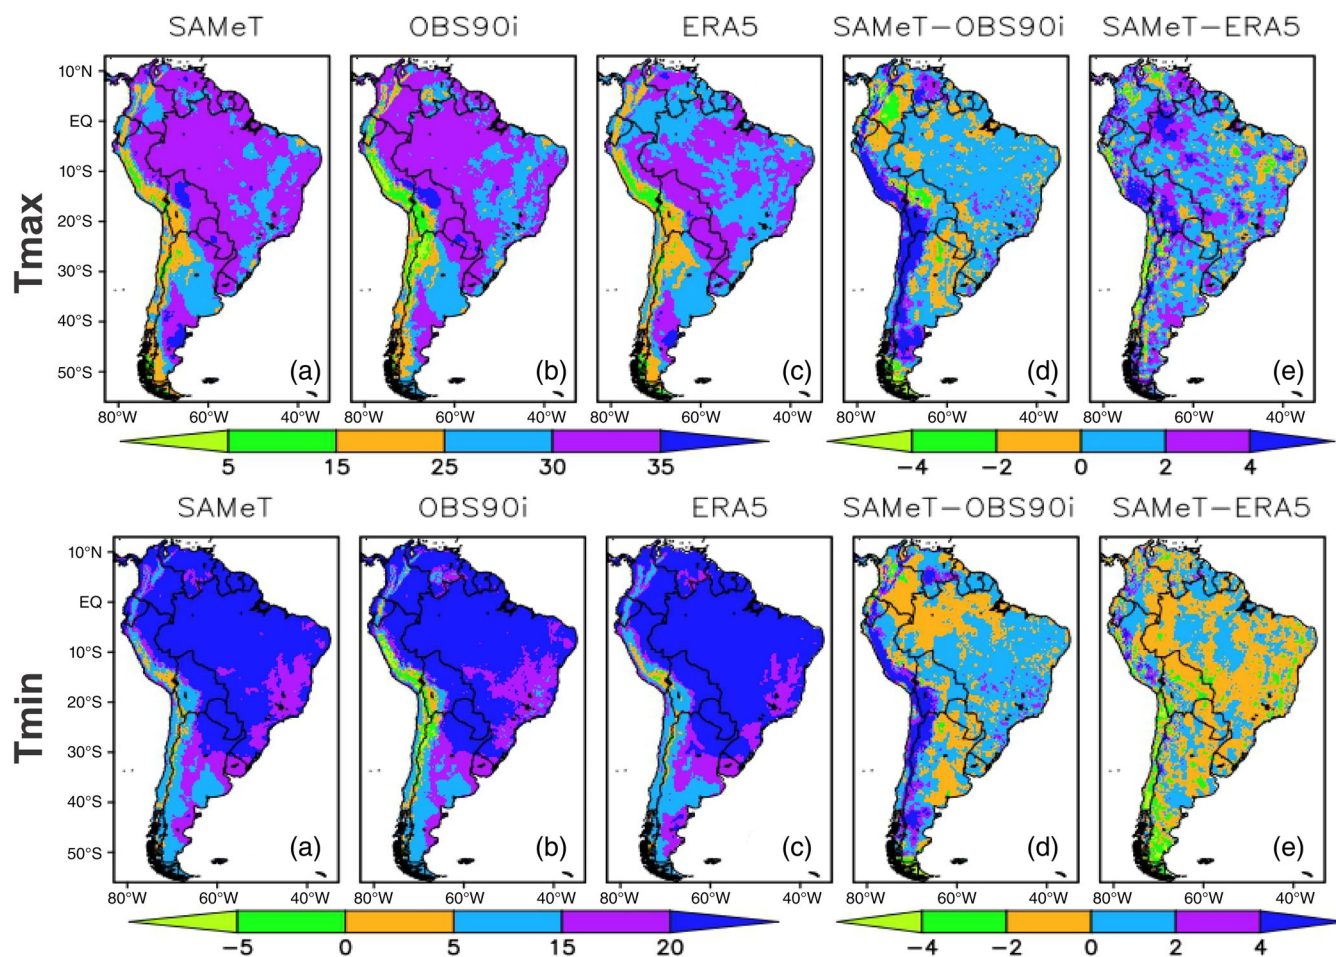 SAMeT OBS90i ERA5 SAMeT−OBS90i SAMeT−ERA5
Tmax
10°N
EQ
10°S
20°S
30°S
40°S
50°S
(a) (b) (c) (d) (e)
80°W 60°W 40°W 80°W 60°W 40°W 80°W 60°W 40°W 80°W 60°W 40°W 80°W 60°W 40°W
5 15 25 30 35 −4 −2 0 2 4
SAMeT OBS90i ERA5 SAMeT−OBS90i SAMeT−ERA5
Tmin
10°N
EQ
10°S
20°S
30°S
40°S
50°S
(a) (b) (c) (d) (e)
80°W 60°W 40°W 80°W 60°W 40°W 80°W 60°W 40°W 80°W 60°W 40°W 80°W 60°W 40°W
−5 0 5 15 20 −4 −2 0 2 4